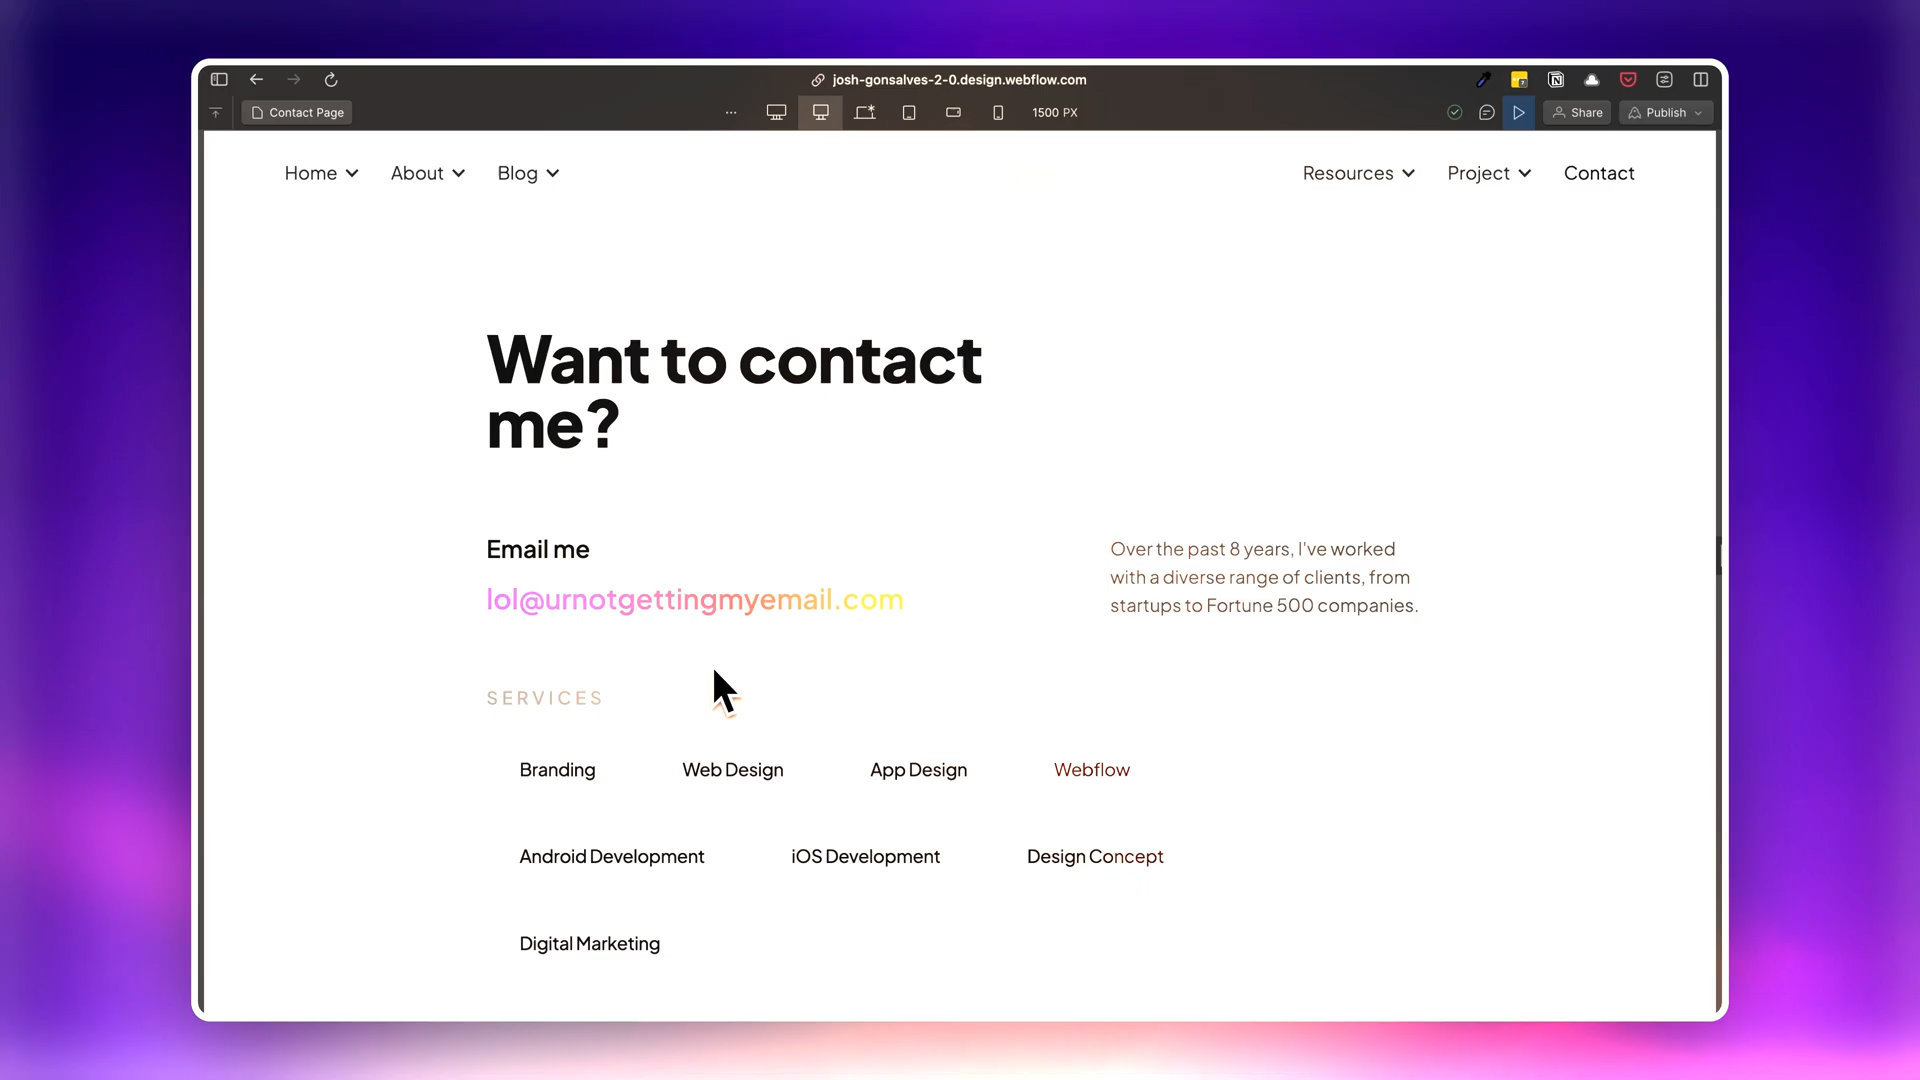 josh-gonsalves-2-0.design.webflow.com
Contact Page
1500 PX
Share
Publish
Home
About
Blog
Resources
Project
Contact
Want to contact
me?
Email me
lol@urnotgettingmyemail.com
Over the past 8 years, I've worked
with a diverse range of clients, from
startups to Fortune 500 companies.
SERVICES
Branding
Web Design
App Design
Webflow
Android Development
iOS Development
Design Concept
Digital Marketing